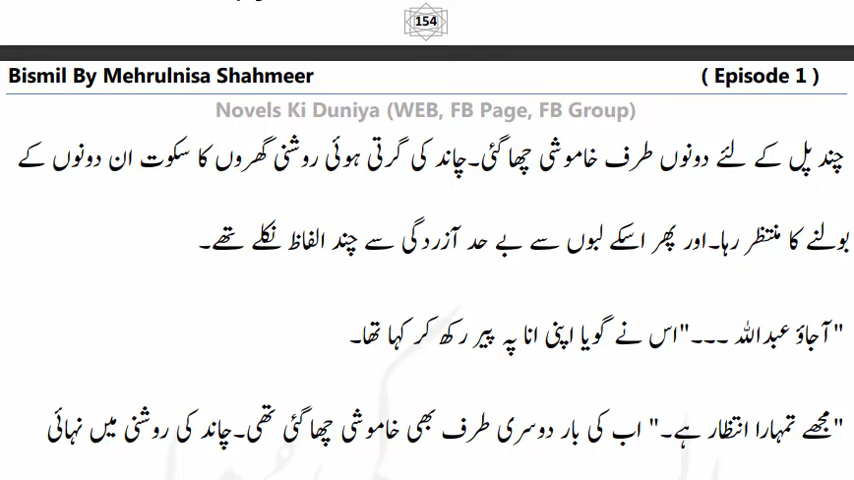 154
Bismil By Mehrulnisa Shahmeer ( Episode 1 )
Novels Ki Duniya (WEB, FB Page, FB Group)
چند پل کے لئے دونوں طرف خاموشی چھا گئی۔چاند کی گرتی ہوئی روشنی گھروں کا سکوت ان دونوں کے
بولنے کا منتظر رہا۔اور پھر اسکے لبوں سے بے حد آزردگی سے چند الفاظ نکلے تھے۔
"آجاؤ عبداللہ ۔۔۔"اس نے گویا اپنی انا پہ پیر رکھ کر کہا تھا۔
"مجھے تمہارا انتظار ہے۔" اب کی بار دوسری طرف بھی خاموشی چھا گئی تھی۔چاند کی روشنی میں نہائی